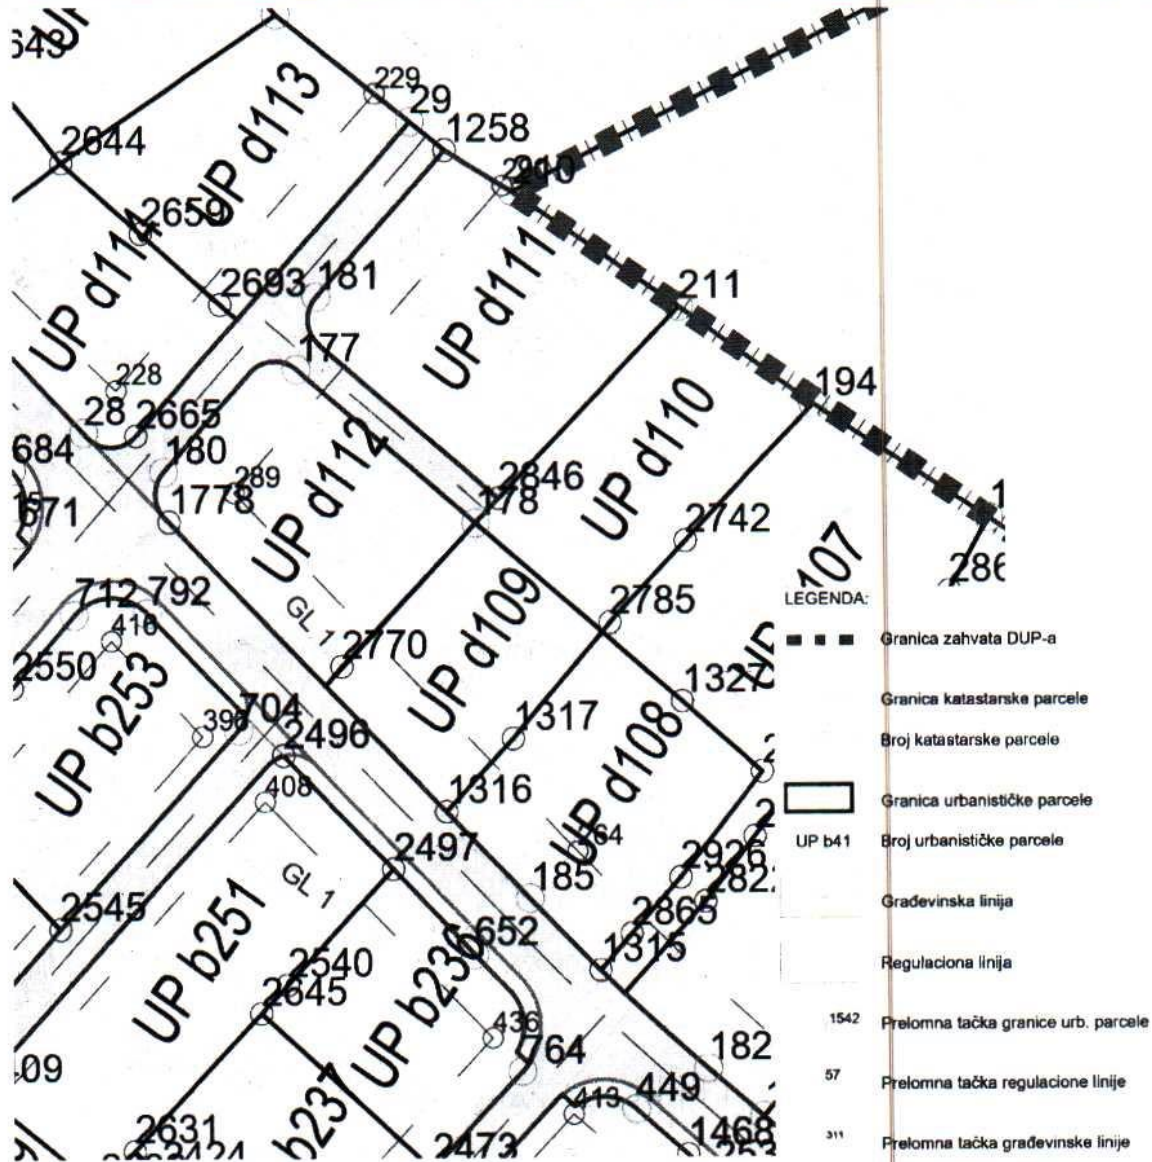 229
29
1258
2644
UP d113
2659
UP d114
2693
181
UP d111
211
177
194
228
28
2665
684
180
289
1778
UP d112
2846
178
UP d110
2742
671
286
712
792
418
GL 1
2770
UP d109
2785
107
2550
UP b253
704
2496
1317
1327
408
1316
UP d108
2497
GL 1
185
2926
2865
2545
UP b251
652
1315
2540
2645
UP b236
436
764
182
449
413
2631
b237
2473
1468
LEGENDA:
Granica zahvata DUP-a
Granica katastarske parcele
Broj katastarske parcele
Granica urbanističke parcele
UP b41 Broj urbanističke parcele
Građevinska linija
Regulaciona linija
1542 Prelomna tačka granice urb. parcele
57 Prelomna tačka regulacione linije
311 Prelomna tačka građevinske linije